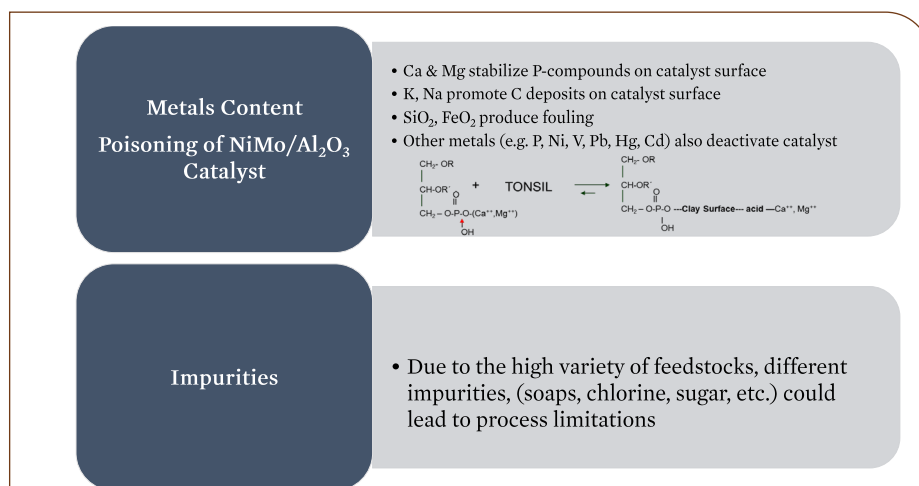 Metals Content
Poisoning of NiMo/Al₂O₃
Catalyst
• Ca & Mg stabilize P-compounds on catalyst surface
• K, Na promote C deposits on catalyst surface
• SiO₂, FeO₂ produce fouling
• Other metals (e.g. P, Ni, V, Pb, Hg, Cd) also deactivate catalyst
CH₂- OR
CH-OR´
O
CH₂ – O-P-O-(Ca⁺⁺,Mg⁺⁺)
OH
+ TONSIL
CH₂- OR
CH-OR´
O
CH₂ – O-P-O ---Clay Surface--- acid ---Ca⁺⁺, Mg⁺⁺
OH
Impurities
• Due to the high variety of feedstocks, different
impurities, (soaps, chlorine, sugar, etc.) could
lead to process limitations